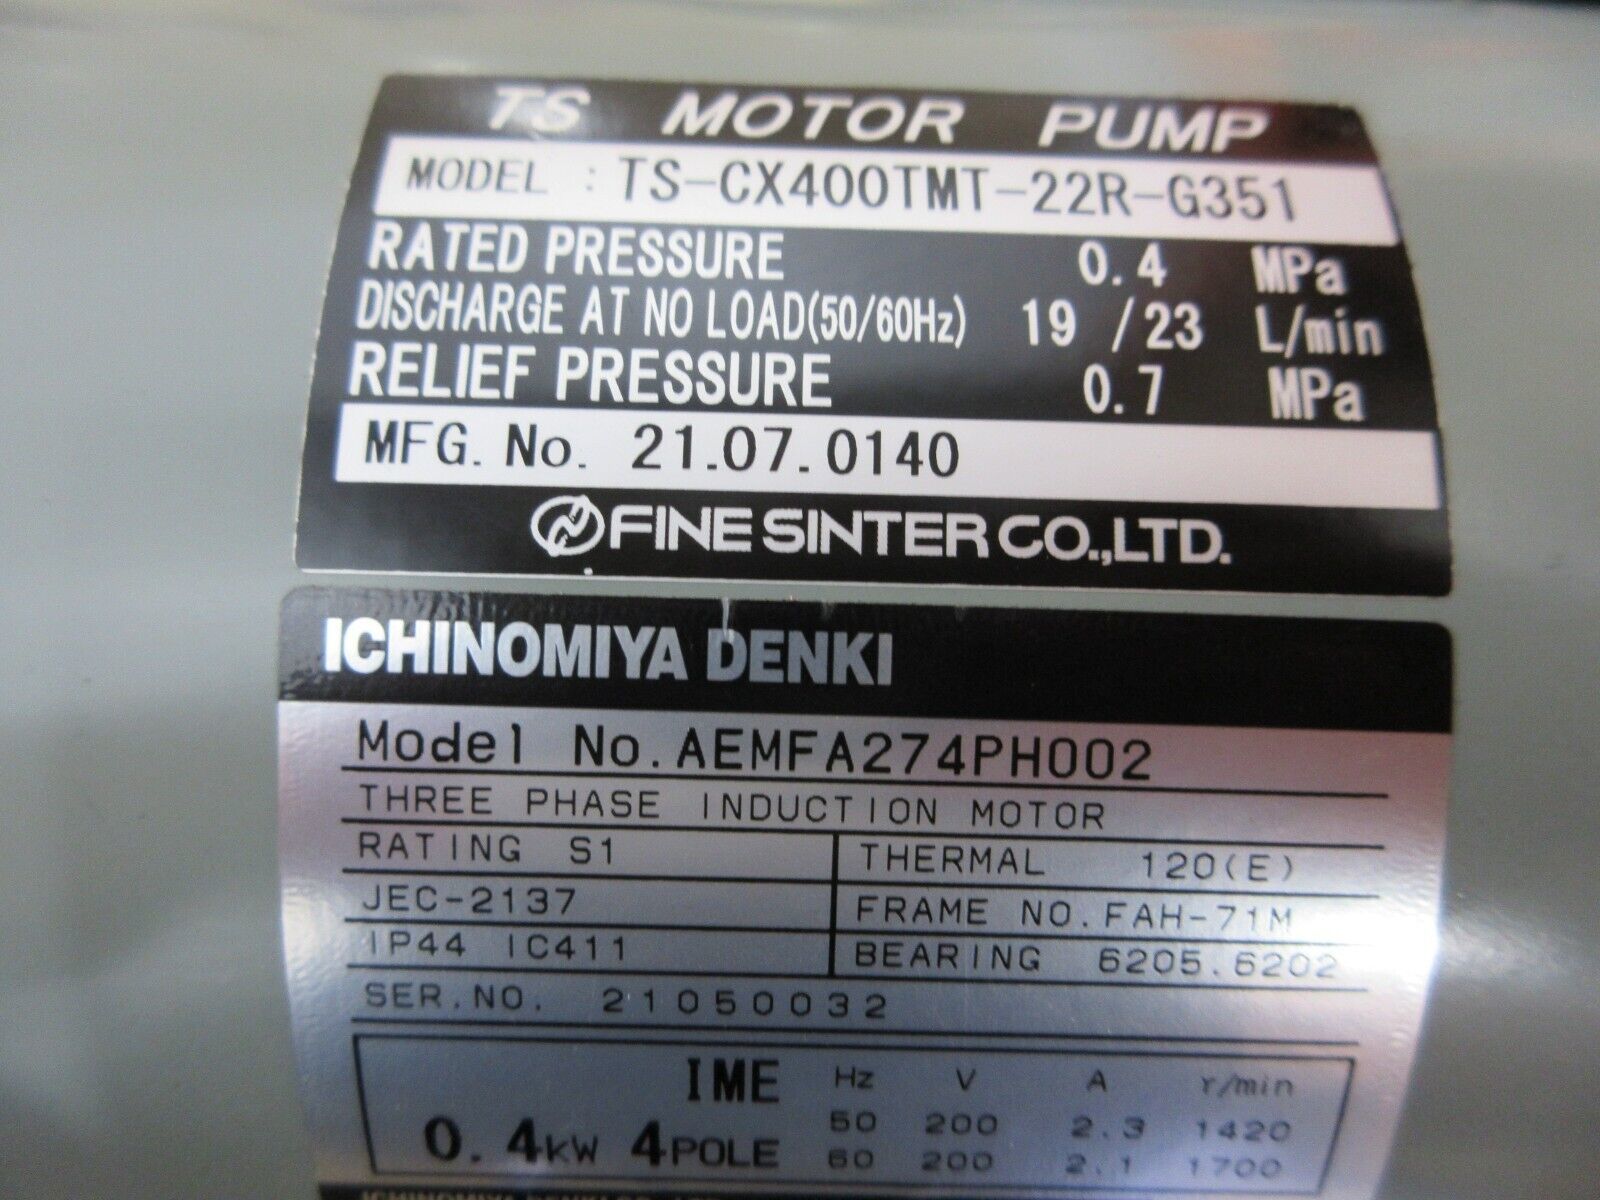 TS MOTOR PUMP
MODEL : TS-CX400TMT-22R-G351
RATED PRESSURE 0.4 MPa
DISCHARGE AT NO LOAD(50/60Hz) 19 /23 L/min
RELIEF PRESSURE 0.7 MPa
MFG. No. 21.07.0140
FINE SINTER CO.,LTD.
ICHINOMIYA DENKI
Model No. AEMFA274PH002
THREE PHASE INDUCTION MOTOR
RATING S1 THERMAL 120(E)
JEC-2137 FRAME NO. FAH-71M
IP44 IC411 BEARING 6205.6202
SER.NO. 21050032
IME Hz V A r/min
50 200 2.3 1420
0.4KW 4POLE 60 200 2.1 1700
ICHINOMIYA DENKI CO.,LTD.